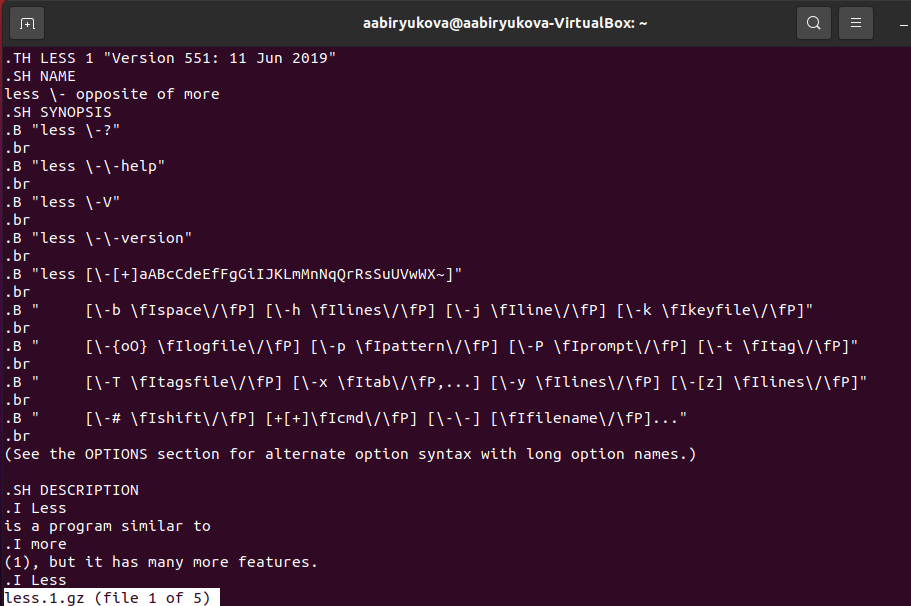 aabiryukova@aabiryukova-VirtualBox: ~
.TH LESS 1 "Version 551: 11 Jun 2019"
.SH NAME
less \- opposite of more
.SH SYNOPSIS
.B "less \-?"
.br
.B "less \-\-help"
.br
.B "less \-V"
.br
.B "less \-\-version"
.br
.B "less [\-[+]aABcCdeEfFgGiIJKLmMnNqQrRsSuUVwWX~]"
.br
.B "     [\-b \fIspace\/\fP] [\-h \fIlines\/\fP] [\-j \fIline\/\fP] [\-k \fIkeyfile\/\fP]"
.br
.B "     [\-{oO} \fIlogfile\/\fP] [\-p \fIpattern\/\fP] [\-P \fIprompt\/\fP] [\-t \fItag\/\fP]"
.br
.B "     [\-T \fItagsfile\/\fP] [\-x \fItab\/\fP,...] [\-y \fIlines\/\fP] [\-[z] \fIlines\/\fP]"
.br
.B "     [\-# \fIshift\/\fP] [+[+]\fIcmd\/\fP] [\-\-] [\fIfilename\/\fP]..."
.br
(See the OPTIONS section for alternate option syntax with long option names.)
.SH DESCRIPTION
.I Less
is a program similar to
.I more
(1), but it has many more features.
.I Less
less.1.gz (file 1 of 5)